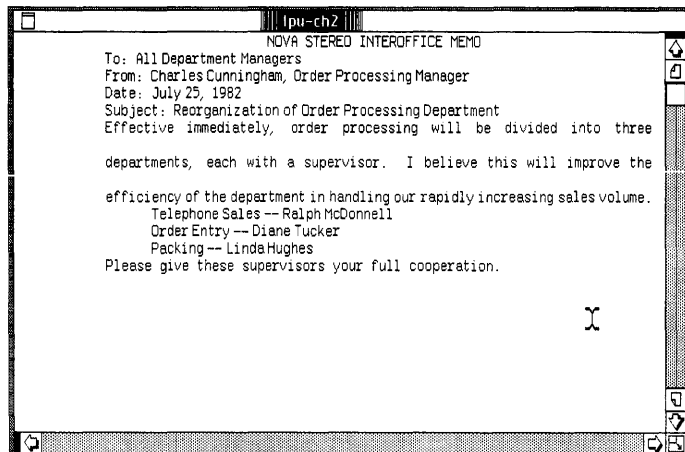 lpu-ch2
NOVA STEREO INTEROFFICE MEMO
To: All Department Managers
From: Charles Cunningham, Order Processing Manager
Date: July 25, 1982
Subject: Reorganization of Order Processing Department
Effective immediately, order processing will be divided into three
departments, each with a supervisor. I believe this will improve the
efficiency of the department in handling our rapidly increasing sales volume.
Telephone Sales -- Ralph McDonnell
Order Entry -- Diane Tucker
Packing -- Linda Hughes
Please give these supervisors your full cooperation.